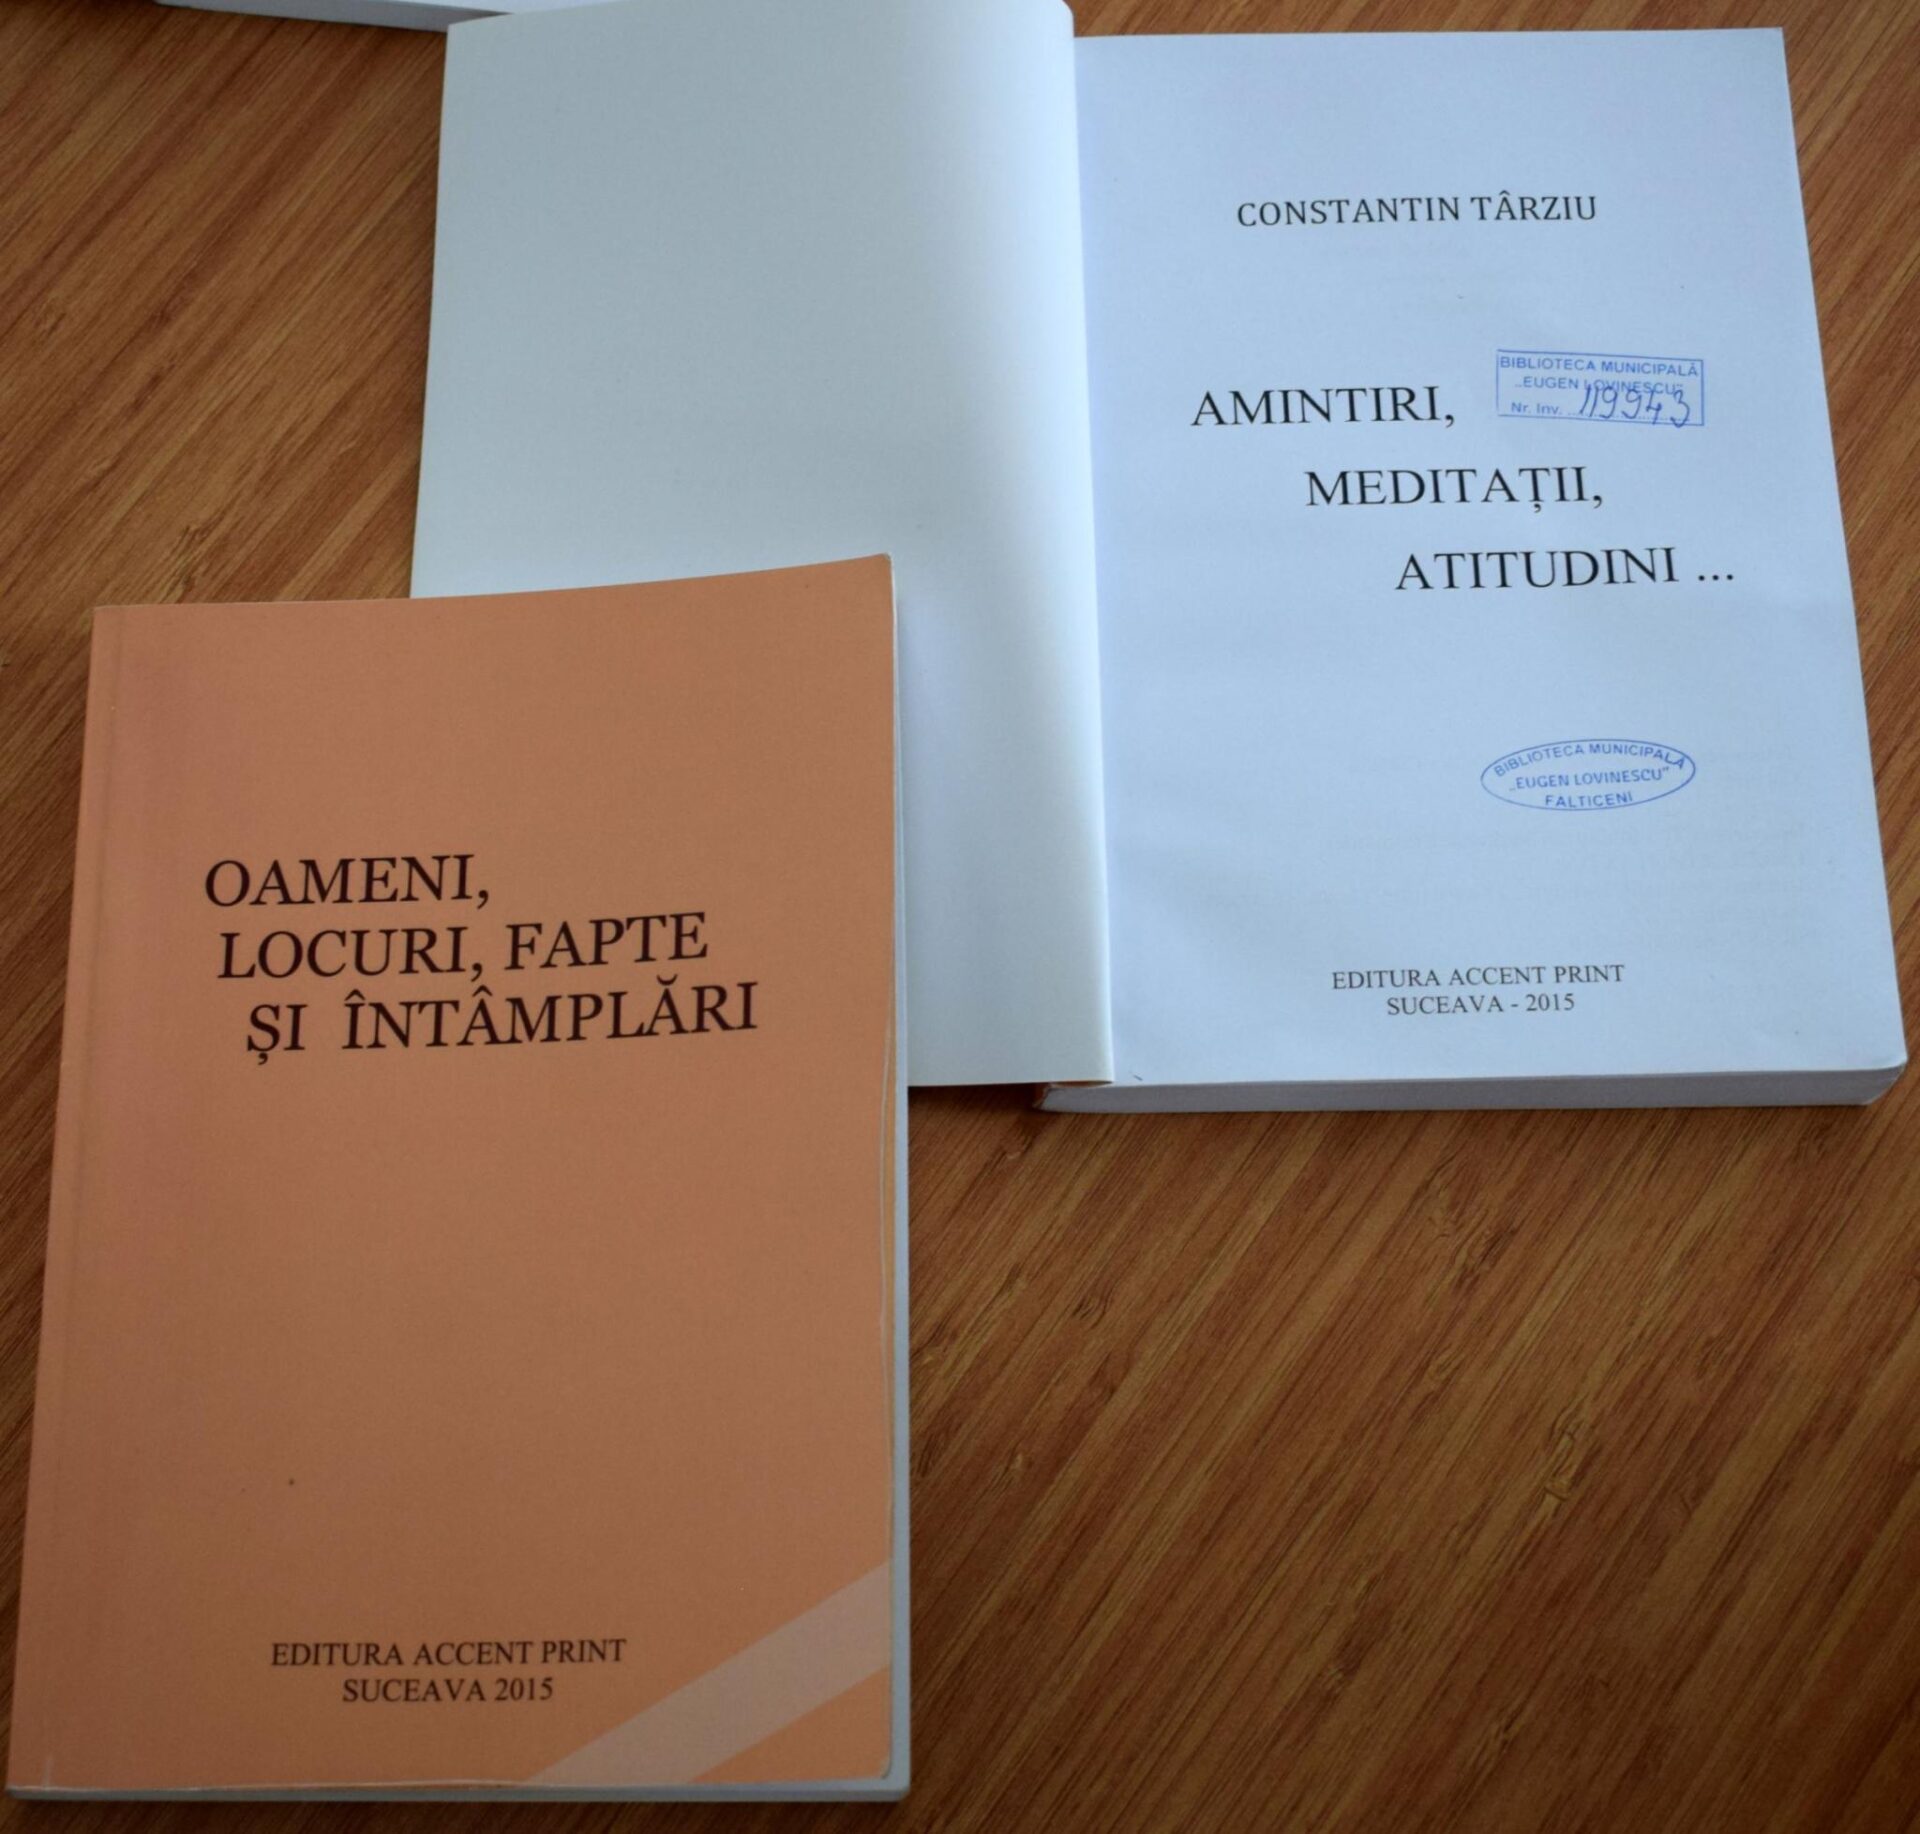 CONSTANTIN TÂRZIU
AMINTIRI,
MEDITAȚII,
ATITUDINI ...
BIBLIOTECA MUNICIPALĂ
„EUGEN LOVINESCU”
Nr. Inv. 119943
BIBLIOTECA MUNICIPALĂ
„EUGEN LOVINESCU”
FALTICENI
EDITURA ACCENT PRINT
SUCEAVA - 2015
OAMENI,
LOCURI, FAPTE
ȘI ÎNTÂMPLĂRI
EDITURA ACCENT PRINT
SUCEAVA 2015